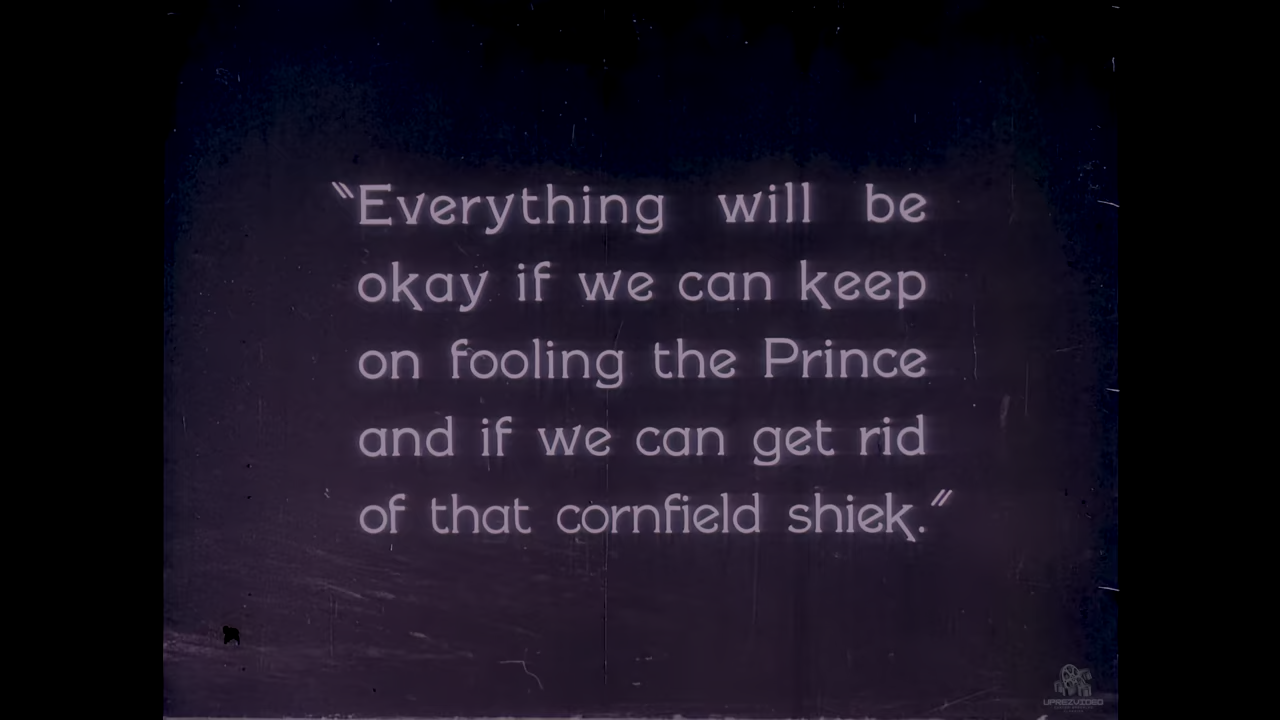 “Everything will be
okay if we can keep
on fooling the Prince
and if we can get rid
of that cornfield shiek.”
UPREZVIDEO